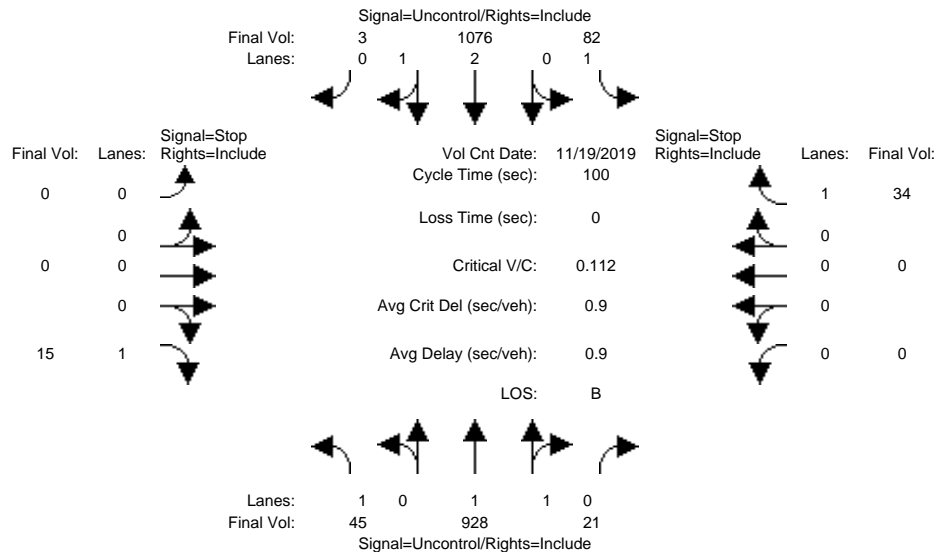 Signal=Uncontrol/Rights=Include
Final Vol: 3 1076 82
Lanes: 0 1 2 0 1
Signal=Stop
Final Vol: Lanes: Rights=Include
Vol Cnt Date: 11/19/2019
Signal=Stop
Rights=Include Lanes: Final Vol:
Cycle Time (sec): 100
0 0
1 34
Loss Time (sec): 0
0
0
0 0
Critical V/C: 0.112
0 0
0
Avg Crit Del (sec/veh): 0.9
0
15 1
Avg Delay (sec/veh): 0.9
0 0
LOS: B
Lanes: 1 0 1 1 0
Final Vol: 45 928 21
Signal=Uncontrol/Rights=Include